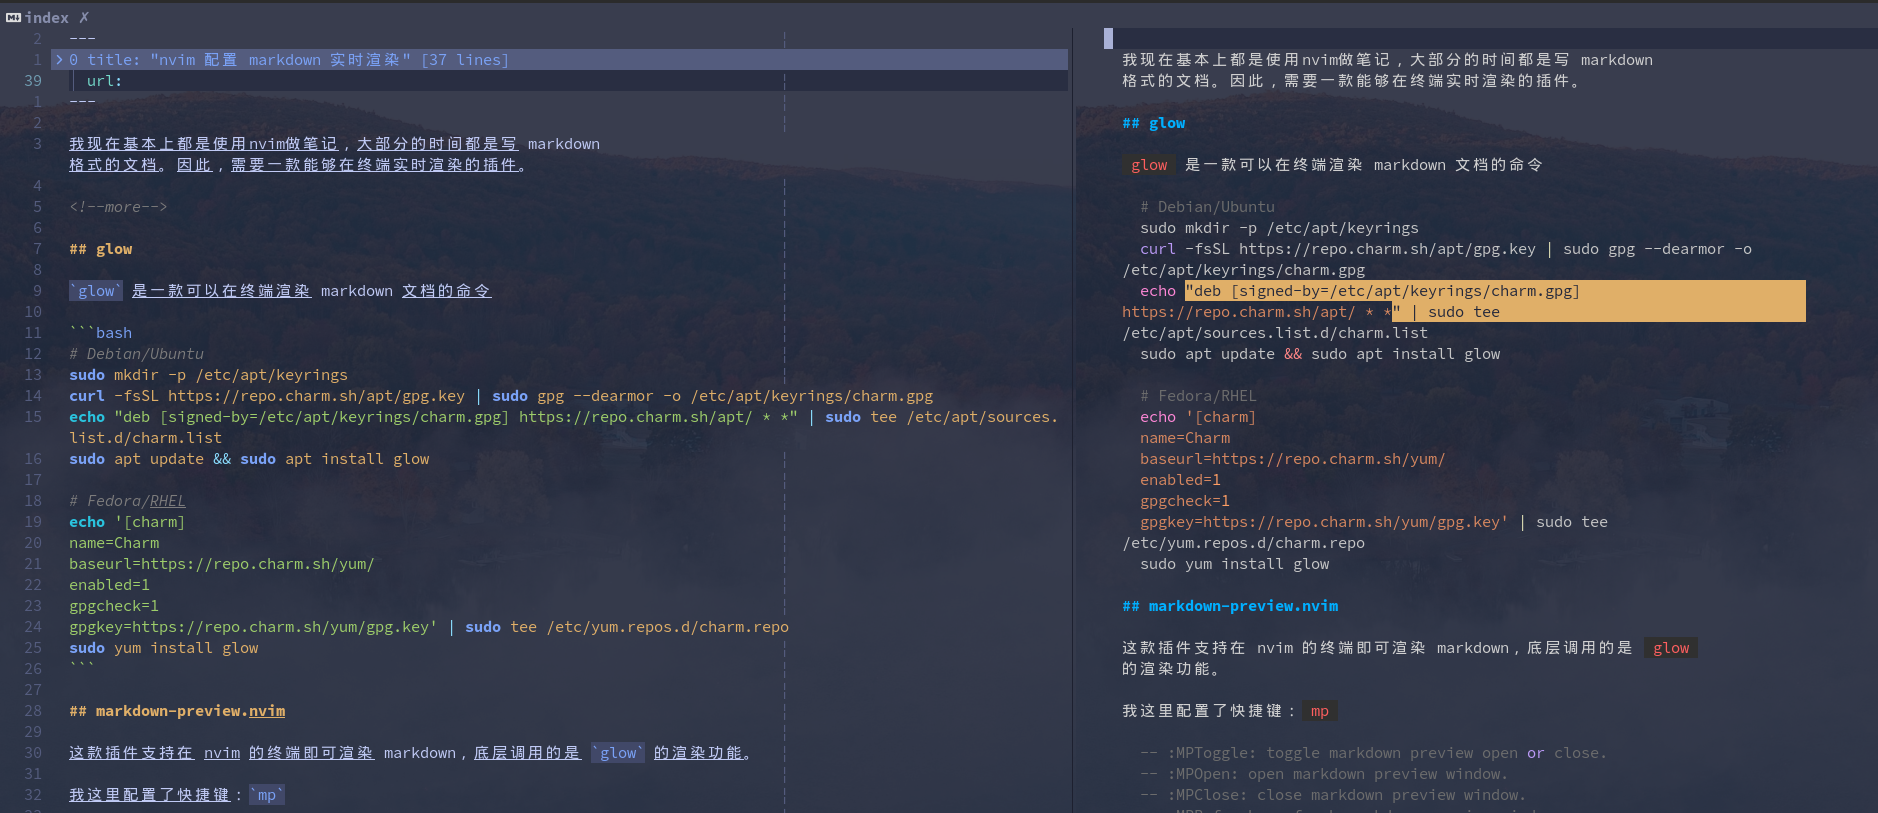 index ✗
2 ---
1 > 0 title: "nvim 配置 markdown 实时渲染" [37 lines]
39 url:
1 ---
2
3 我现在基本上都是使用nvim做笔记，大部分的时间都是写 markdown
格式的文档。因此，需要一款能够在终端实时渲染的插件。
4
5 <!--more-->
6
7 ## glow
8
9 `glow` 是一款可以在终端渲染 markdown 文档的命令
10
11 ```bash
12 # Debian/Ubuntu
13 sudo mkdir -p /etc/apt/keyrings
14 curl -fsSL https://repo.charm.sh/apt/gpg.key | sudo gpg --dearmor -o /etc/apt/keyrings/charm.gpg
15 echo "deb [signed-by=/etc/apt/keyrings/charm.gpg] https://repo.charm.sh/apt/ * *" | sudo tee /etc/apt/sources.
list.d/charm.list
16 sudo apt update && sudo apt install glow
17
18 # Fedora/RHEL
19 echo '[charm]
20 name=Charm
21 baseurl=https://repo.charm.sh/yum/
22 enabled=1
23 gpgcheck=1
24 gpgkey=https://repo.charm.sh/yum/gpg.key' | sudo tee /etc/yum.repos.d/charm.repo
25 sudo yum install glow
26 ```
27
28 ## markdown-preview.nvim
29
30 这款插件支持在 nvim 的终端即可渲染 markdown，底层调用的是 `glow` 的渲染功能。
31
32 我这里配置了快捷键：`mp`
我现在基本上都是使用nvim做笔记，大部分的时间都是写 markdown
格式的文档。因此，需要一款能够在终端实时渲染的插件。
## glow
glow 是一款可以在终端渲染 markdown 文档的命令
# Debian/Ubuntu
sudo mkdir -p /etc/apt/keyrings
curl -fsSL https://repo.charm.sh/apt/gpg.key | sudo gpg --dearmor -o
/etc/apt/keyrings/charm.gpg
echo "deb [signed-by=/etc/apt/keyrings/charm.gpg]
https://repo.charm.sh/apt/ * *" | sudo tee
/etc/apt/sources.list.d/charm.list
sudo apt update && sudo apt install glow
# Fedora/RHEL
echo '[charm]
name=Charm
baseurl=https://repo.charm.sh/yum/
enabled=1
gpgcheck=1
gpgkey=https://repo.charm.sh/yum/gpg.key' | sudo tee
/etc/yum.repos.d/charm.repo
sudo yum install glow
## markdown-preview.nvim
这款插件支持在 nvim 的终端即可渲染 markdown，底层调用的是 glow
的渲染功能。
我这里配置了快捷键： mp
-- :MPToggle: toggle markdown preview open or close.
-- :MPOpen: open markdown preview window.
-- :MPClose: close markdown preview window.